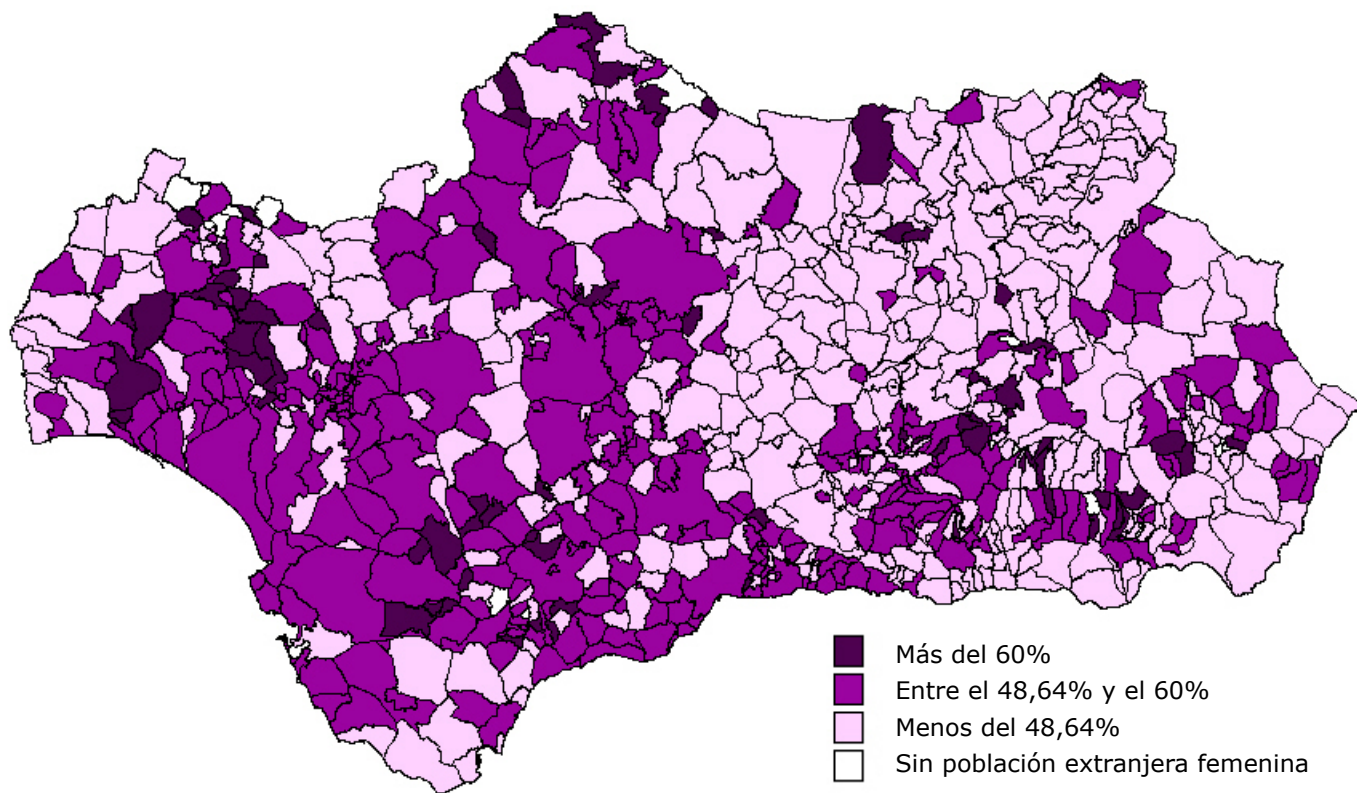 Más del 60%
Entre el 48,64% y el 60%
Menos del 48,64%
Sin población extranjera femenina